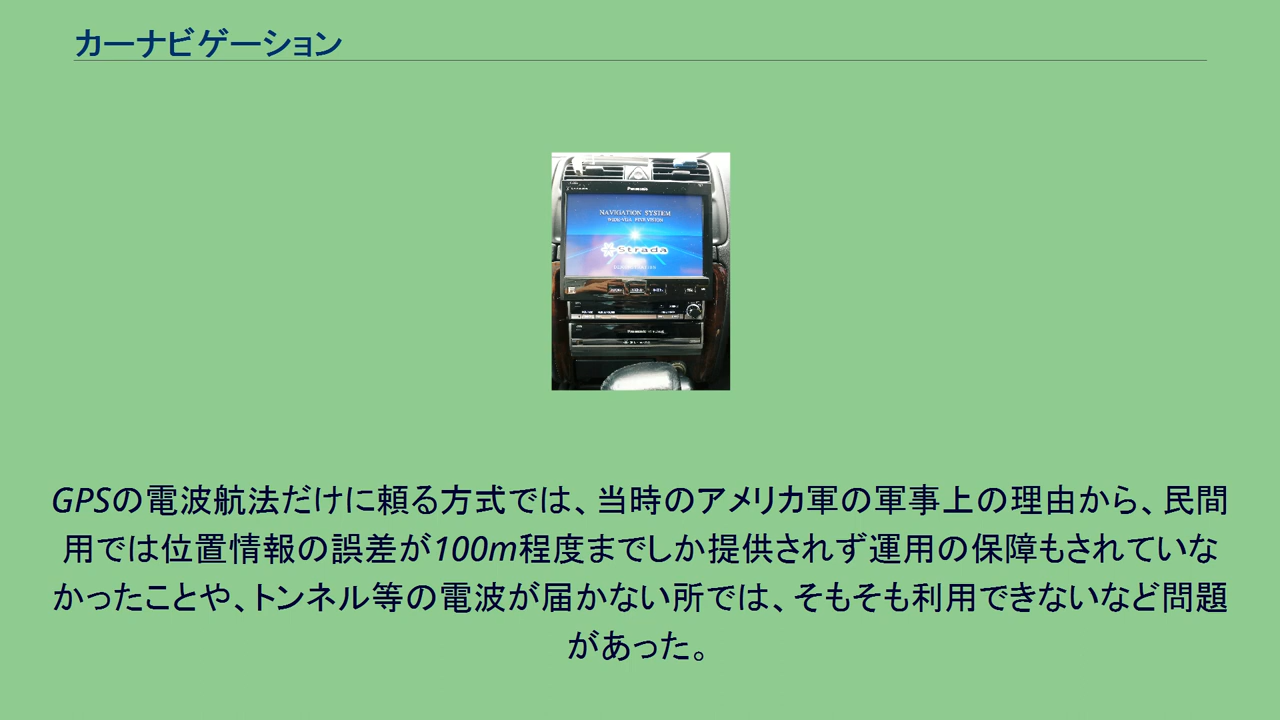 カーナビゲーション
Panasonic
NAVIGATION SYSTEM
Strada
GPSの電波航法だけに頼る方式では、当時のアメリカ軍の軍事上の理由から、民間
用では位置情報の誤差が100m程度までしか提供されず運用の保障もされていな
かったことや、トンネル等の電波が届かない所では、そもそも利用できないなど問題
があった。